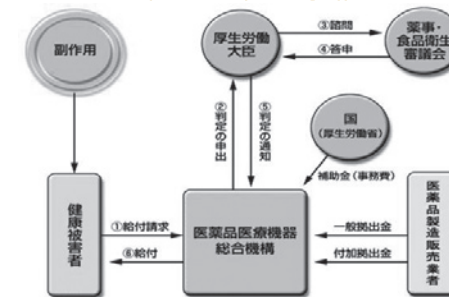 副作用
厚生労働
大臣
③諮問
④答申
薬事・
食品衛生
審議会
②判定の申出
⑤判定の通知
国
(厚生労働省)
補助金(事務費)
健康被害者
①給付請求
⑥給付
医薬品医療機器
総合機構
一般拠出金
付加拠出金
医薬品製造販売業者